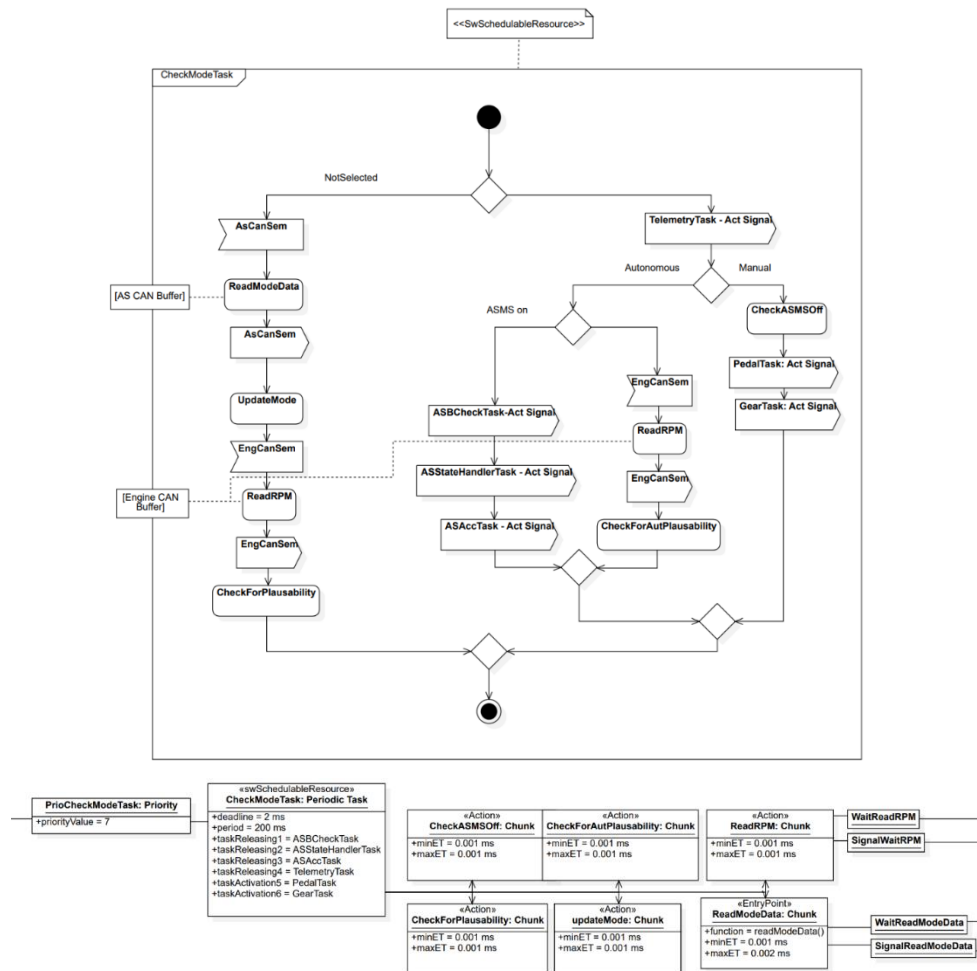 <<SwSchedulableResource>>
CheckModeTask
NotSelected
AsCanSem
TelemetryTask - Act Signal
Autonomous
Manual
[AS CAN Buffer]
ReadModeData
CheckASMSOff
ASMS on
AsCanSem
PedalTask: Act Signal
EngCanSem
UpdateMode
GearTask: Act Signal
ASBCheckTask-Act Signal
ReadRPM
EngCanSem
ASStateHandlerTask - Act Signal
EngCanSem
[Engine CAN
Buffer]
ReadRPM
ASAccTask - Act Signal
CheckForAutPlausability
EngCanSem
CheckForPlausability
PrioCheckModeTask: Priority
+priorityValue = 7
«swSchedulableResource»
CheckModeTask: Periodic Task
+deadline = 2 ms
+period = 200 ms
+taskReleasing1 = ASBCheckTask
+taskReleasing2 = ASStateHandlerTask
+taskReleasing3 = ASAccTask
+taskReleasing4 = TelemetryTask
+taskActivation5 = PedalTask
+taskActivation6 = GearTask
«Action»
CheckASMSOff: Chunk
+minET = 0.001 ms
+maxET = 0.001 ms
«Action»
CheckForAutPlausability: Chunk
+minET = 0.001 ms
+maxET = 0.001 ms
«Action»
ReadRPM: Chunk
+minET = 0.001 ms
+maxET = 0.001 ms
WaitReadRPM
SignalWaitRPM
«Action»
CheckForPlausability: Chunk
+minET = 0.001 ms
+maxET = 0.001 ms
«Action»
updateMode: Chunk
+minET = 0.001 ms
+maxET = 0.001 ms
«EntryPoint»
ReadModeData: Chunk
+function = readModeData()
+minET = 0.001 ms
+maxET = 0.002 ms
WaitReadModeData
SignalReadModeData